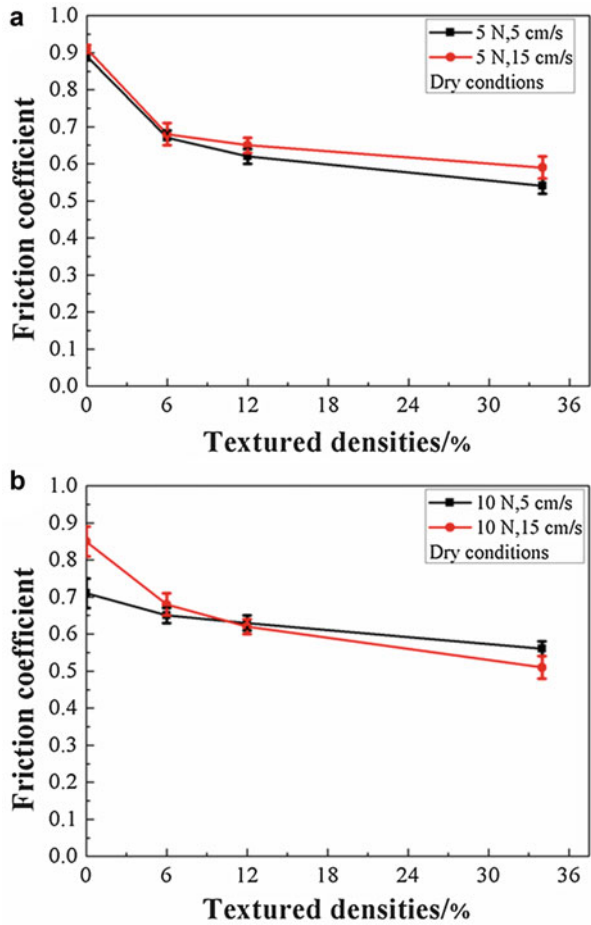 a
1.0
0.9
0.8
0.7
0.6
0.5
0.4
0.3
0.2
0.1
0.0
Friction coefficient
5 N,5 cm/s
5 N,15 cm/s
Dry condtions
0 6 12 18 24 30 36
Textured densities/%
b
1.0
0.9
0.8
0.7
0.6
0.5
0.4
0.3
0.2
0.1
0.0
Friction coefficient
10 N,5 cm/s
10 N,15 cm/s
Dry conditions
0 6 12 18 24 30 36
Textured densities/%